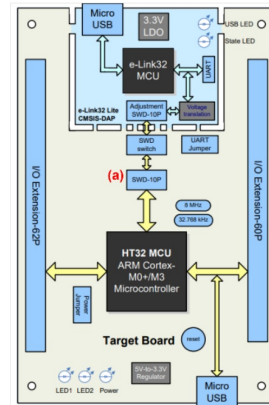 Micro
USB
3.3V
LDO
USB LED
State LED
e-Link32
MCU
UART
e-Link32 Lite
CMSIS-DAP
Adjustment
SWD-10P
Voltage
translation
SWD
switch
UART
Jumper
(a)
SWD-10P
I/O Extension-62P
I/O Extension-60P
8 MHz
32.768 kHz
HT32 MCU
ARM Cortex-
M0+/M3
Microcontroller
Power
Jumper
Target Board
reset
5V-to-3.3V
Regulator
LED1
LED2
Power
Micro
USB